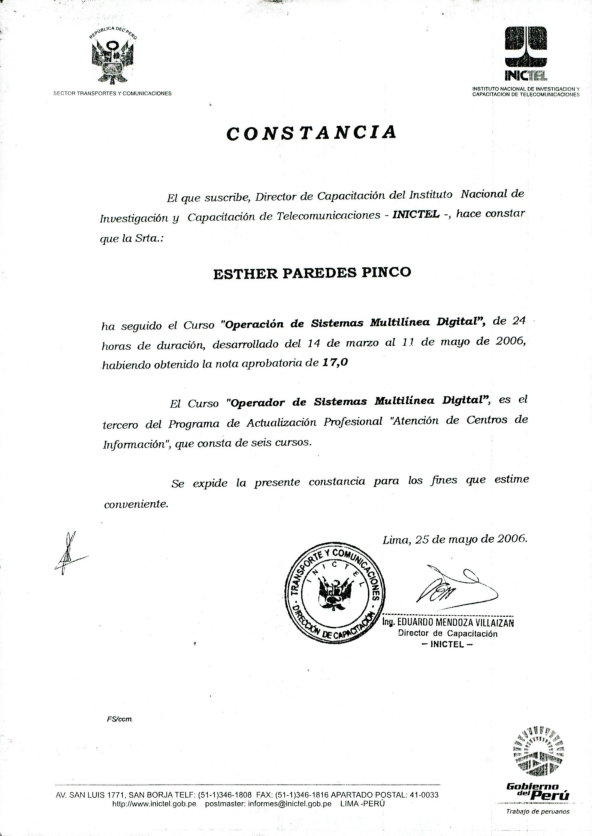 REPUBLICA DEL PERU
SECTOR TRANSPORTES Y COMUNICACIONES
INICTEL
INSTITUTO NACIONAL DE INVESTIGACION Y
CAPACITACION DE TELECOMUNICACIONES
CONSTANCIA
El que suscribe, Director de Capacitación del Instituto Nacional de
Investigación y Capacitación de Telecomunicaciones - INICTEL -, hace constar
que la Srta.:
ESTHER PAREDES PINCO
ha seguido el Curso "Operación de Sistemas Multilínea Digital", de 24
horas de duración, desarrollado del 14 de marzo al 11 de mayo de 2006,
habiendo obtenido la nota aprobatoria de 17,0
El Curso "Operador de Sistemas Multilínea Digital", es el
tercero del Programa de Actualización Profesional "Atención de Centros de
Información", que consta de seis cursos.
Se expide la presente constancia para los fines que estime
conveniente.
Lima, 25 de mayo de 2006.
TRANSPORTE Y COMUNICACIONES
INICTEL
DIRECCIÓN DE CAPACITACIÓN
Ing. EDUARDO MENDOZA VILLAIZAN
Director de Capacitación
– INICTEL –
FS/ccm
AV. SAN LUIS 1771, SAN BORJA TELF: (51-1)346-1808 FAX: (51-1)346-1816 APARTADO POSTAL: 41-0033
http://www.inictel.gob.pe postmaster: informes@inictel.gob.pe LIMA -PERÚ
Gobierno
del Perú
Trabajo de peruanos